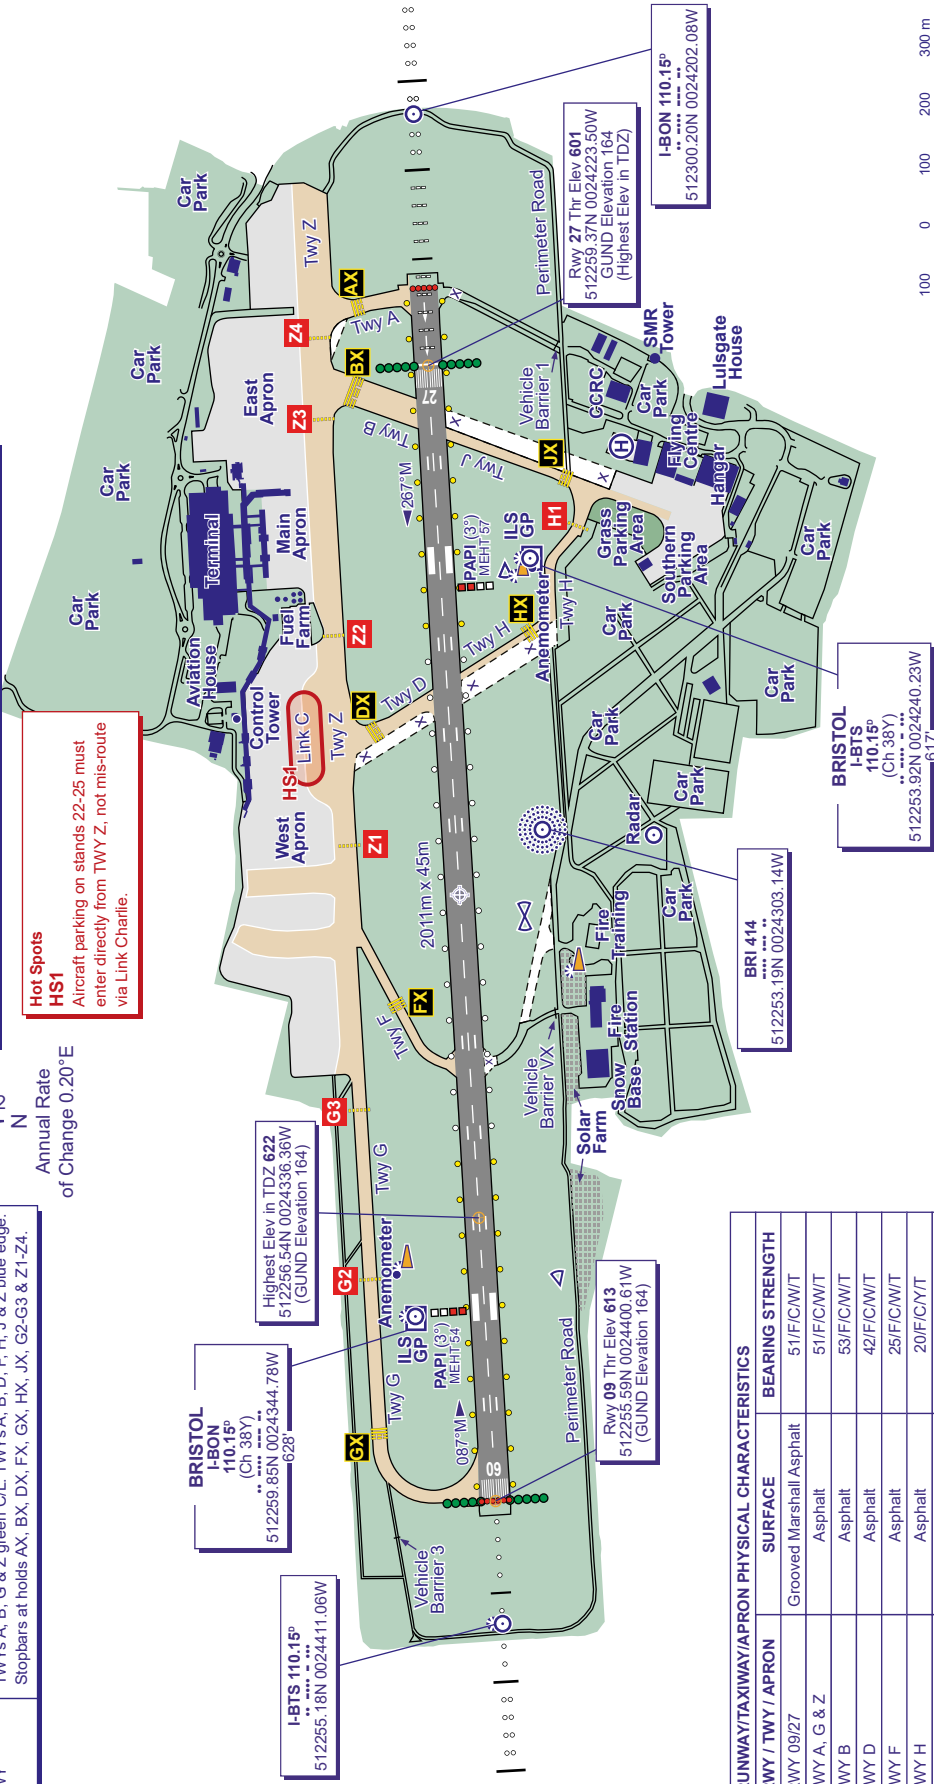 TWYs A, B, G & Z green C/L. TWYs A, B, D, F, H, J & Z blue edge.
Stopbars at holds AX, BX, DX, FX, GX, HX, JX, G2-G3 & Z1-Z4.
N
Annual Rate
of Change 0.20°E
Hot Spots
HS1
Aircraft parking on stands 22-25 must
enter directly from TWY Z, not mis-route
via Link Charlie.
Car
Park
Car
Park
Car
Park
Car
Park
Aviation
House
Terminal
Control
Tower
Fuel
Farm
Main
Apron
East
Apron
West
Apron
HS1
Link C
Twy Z
Twy Z
Z1
Z2
Z3
Z4
DX
BX
AX
Twy A
Twy B
Twy D
Twy F
FX
G3
G2
Twy G
Twy G
GX
BRISTOL
I-BON
110.15ᴰ
(Ch 38Y)
512259.85N 0024344.78W
628'
Highest Elev in TDZ 622
512256.54N 0024336.36W
(GUND Elevation 164)
I-BTS 110.15ᴰ
512255.18N 0024411.06W
Vehicle
Barrier 3
ILS
GP
Anemometer
PAPI (3°)
MEHT 54
087°M
09
2011m x 45m
267°M
27
PAPI (3°)
MEHT 57
ILS
GP
Anemometer
Twy J
Twy H
HX
Twy H
H1
JX
Vehicle
Barrier 1
Perimeter Road
Rwy 27 Thr Elev 601
512259.37N 0024223.50W
GUND Elevation 164
(Highest Elev in TDZ)
I-BON 110.15ᴰ
512300.20N 0024202.08W
Rwy 09 Thr Elev 613
512255.59N 0024400.61W
(GUND Elevation 164)
Perimeter Road
Solar
Farm
Vehicle
Barrier VX
Snow
Base
Fire
Station
Fire
Training
Radar
Car
Park
Car
Park
Car
Park
Car
Park
Car
Park
Car
Park
Grass
Parking
Area
Southern
Parking
Area
H
Hangar
Flying
Centre
Car
Park
CCRC
SMR
Tower
Lulsgate
House
BRI 414
512253.19N 0024303.14W
BRISTOL
I-BTS
110.15ᴰ
(Ch 38Y)
512253.92N 0024240.23W
617'
100 0 100 200 300 m
RUNWAY/TAXIWAY/APRON PHYSICAL CHARACTERISTICS
RWY / TWY / APRON SURFACE BEARING STRENGTH
RWY 09/27 Grooved Marshall Asphalt 51/F/C/W/T
TWY A, G & Z Asphalt 51/F/C/W/T
TWY B Asphalt 53/F/C/W/T
TWY D Asphalt 42/F/C/W/T
TWY F Asphalt 25/F/C/W/T
TWY H Asphalt 20/F/C/Y/T